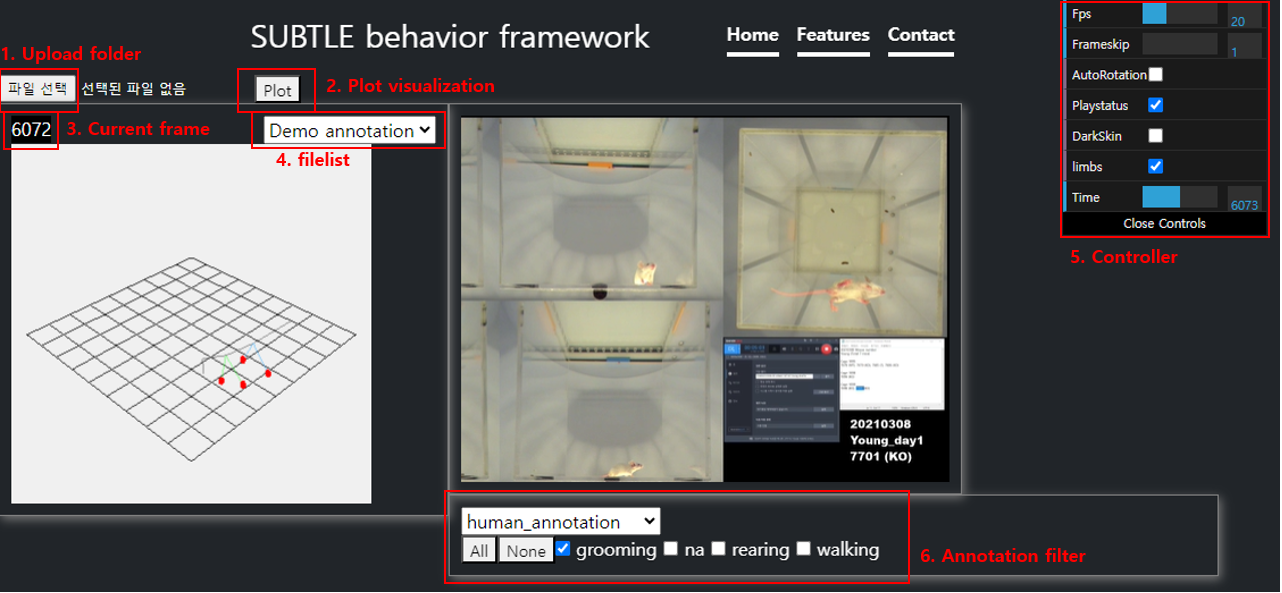 SUBTLE behavior framework
Home Features Contact
1. Upload folder
파일 선택 선택된 파일 없음
Plot
2. Plot visualization
6072
3. Current frame
Demo annotation
4. filelist
20210308
Young_day1
7701 (KO)
Fps 20
Frameskip 1
AutoRotation
Playstatus
DarkSkin
limbs
Time 6073
Close Controls
5. Controller
human_annotation
All None grooming na rearing walking
6. Annotation filter